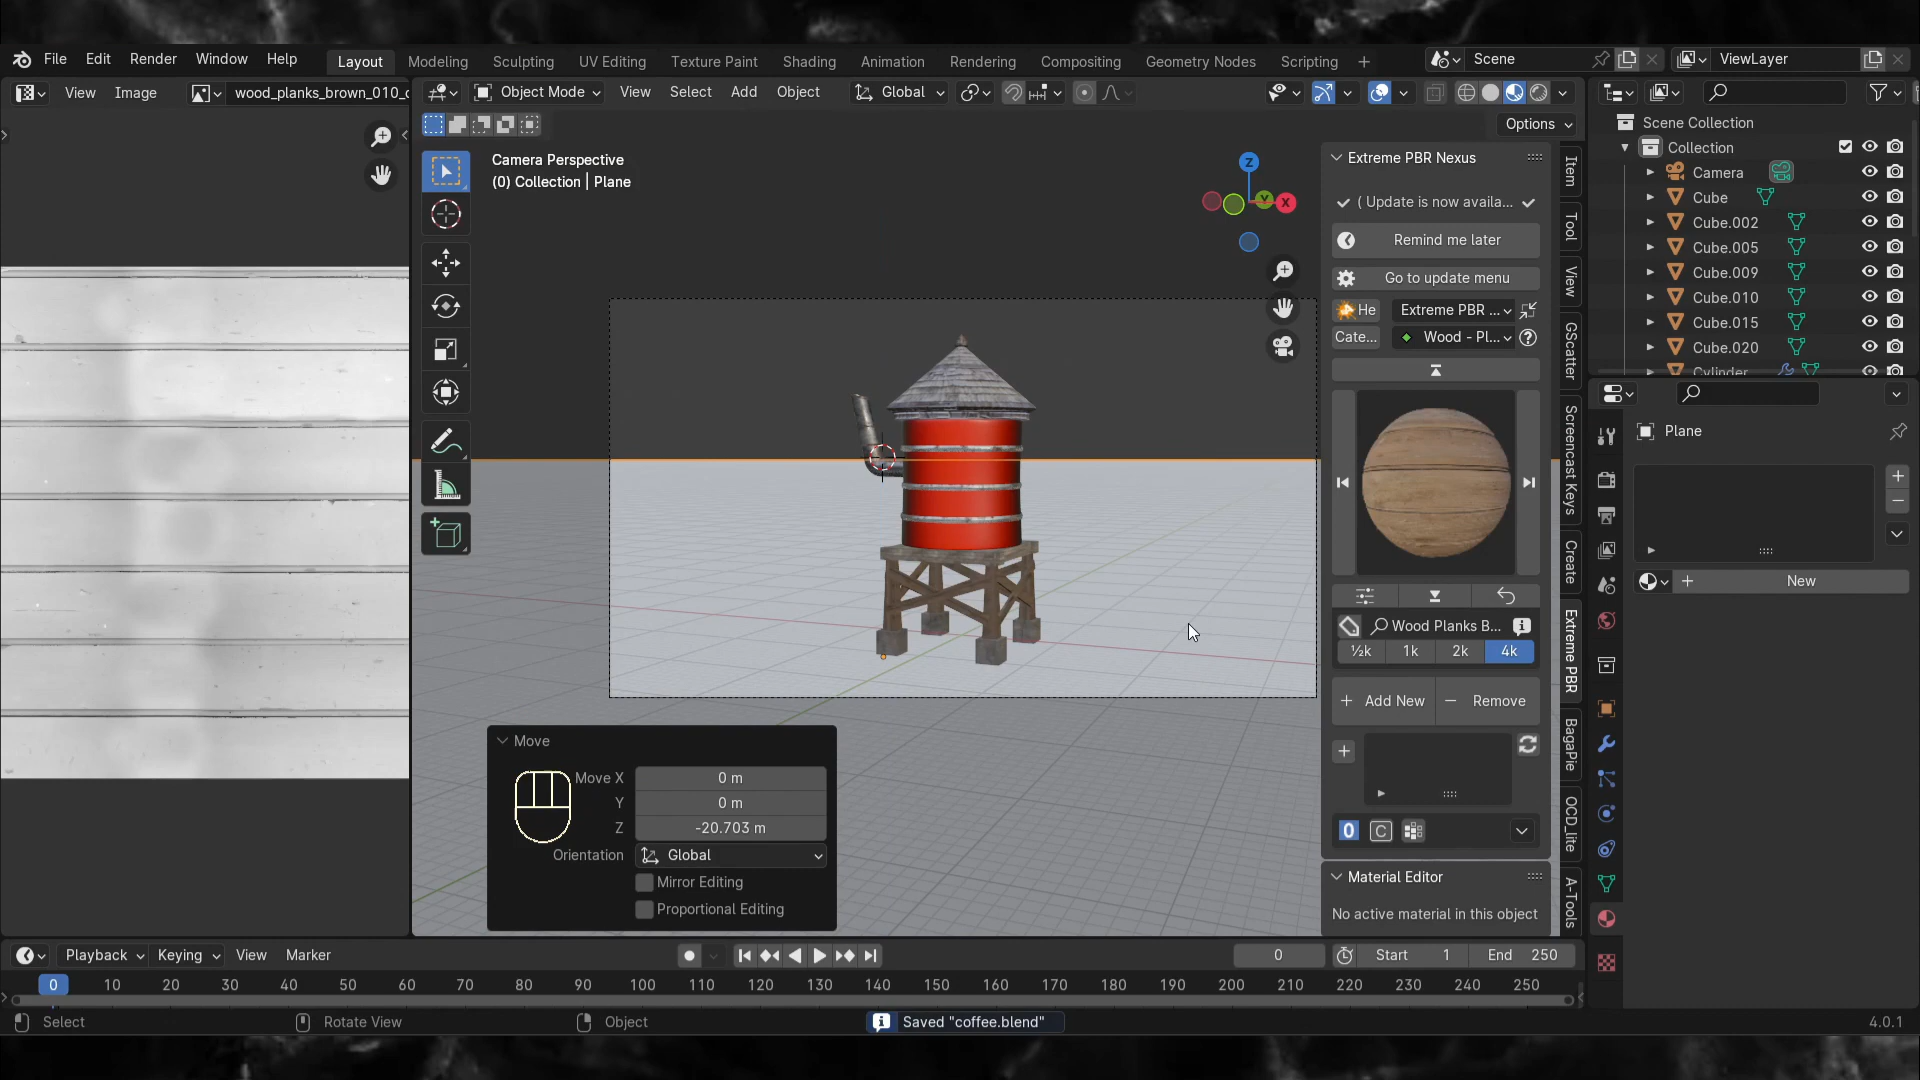 File Edit Render Window Help Layout Modeling Sculpting UV Editing Texture Paint Shading Animation Rendering Compositing Geometry Nodes Scripting + Scene ViewLayer
View Image wood_planks_brown_010_ Object Mode View Select Add Object Global
Options
Camera Perspective
(0) Collection | Plane
Z
Y
X
Extreme PBR Nexus
( Update is now availa...
Remind me later
Go to update menu
He Extreme PBR ...
Cate... Wood - Pl...
Wood Planks B...
½k 1k 2k 4k
Add New Remove
0 C
Material Editor
No active material in this object
Item
Tool
View
GScatter
Screencast Keys
Create
Extreme PBR
BagaPie
OCD_lite
A-Tools
Scene Collection
Collection
Camera
Cube
Cube.002
Cube.005
Cube.009
Cube.010
Cube.015
Cube.020
Cylinder
Plane
New
Move
Move X 0 m
Y 0 m
Z -20.703 m
Orientation Global
Mirror Editing
Proportional Editing
Playback Keying View Marker 0 Start 1 End 250
0 10 20 30 40 50 60 70 80 90 100 110 120 130 140 150 160 170 180 190 200 210 220 230 240 250
Select Rotate View Object Saved "coffee.blend" 4.0.1